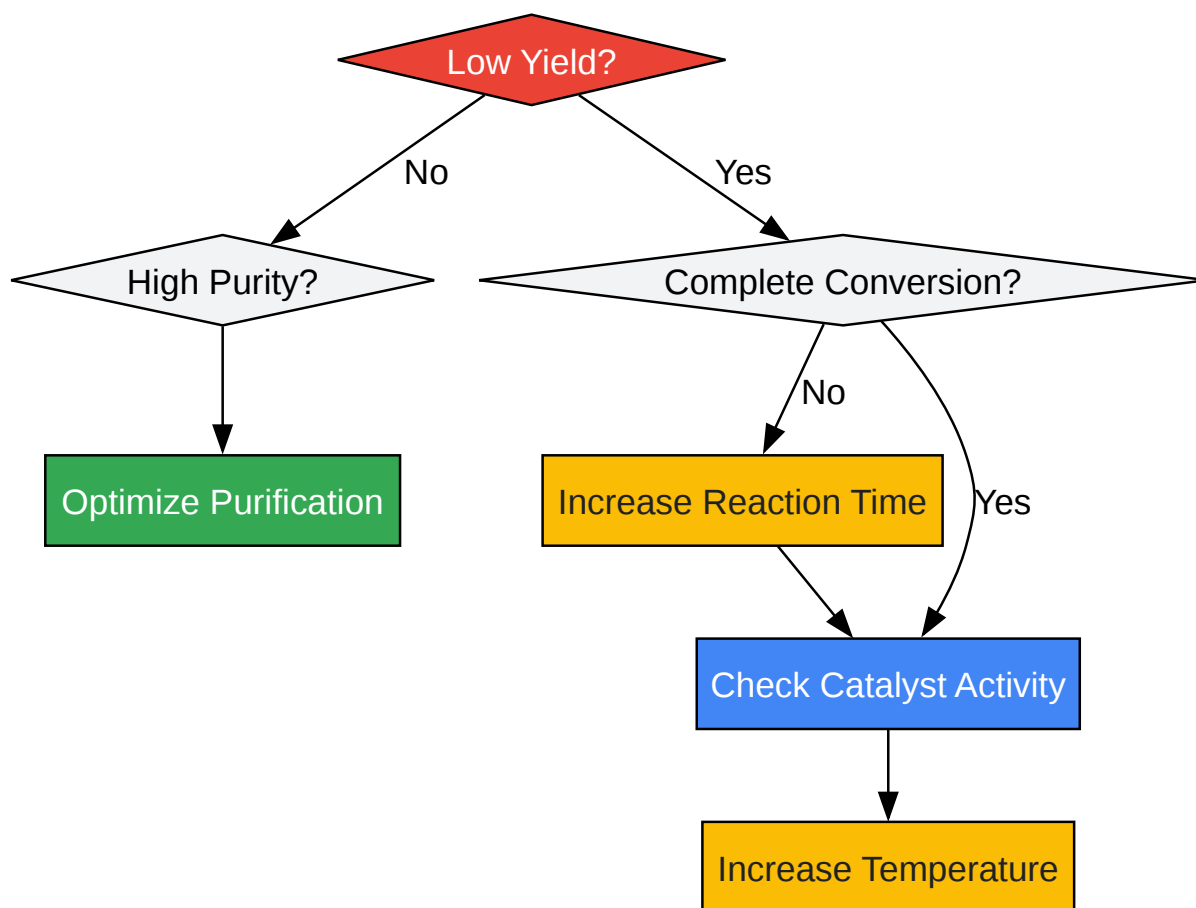 Low Yield?
No
Yes
High Purity?
Complete Conversion?
No
Optimize Purification
Increase Reaction Time
Yes
Check Catalyst Activity
Increase Temperature